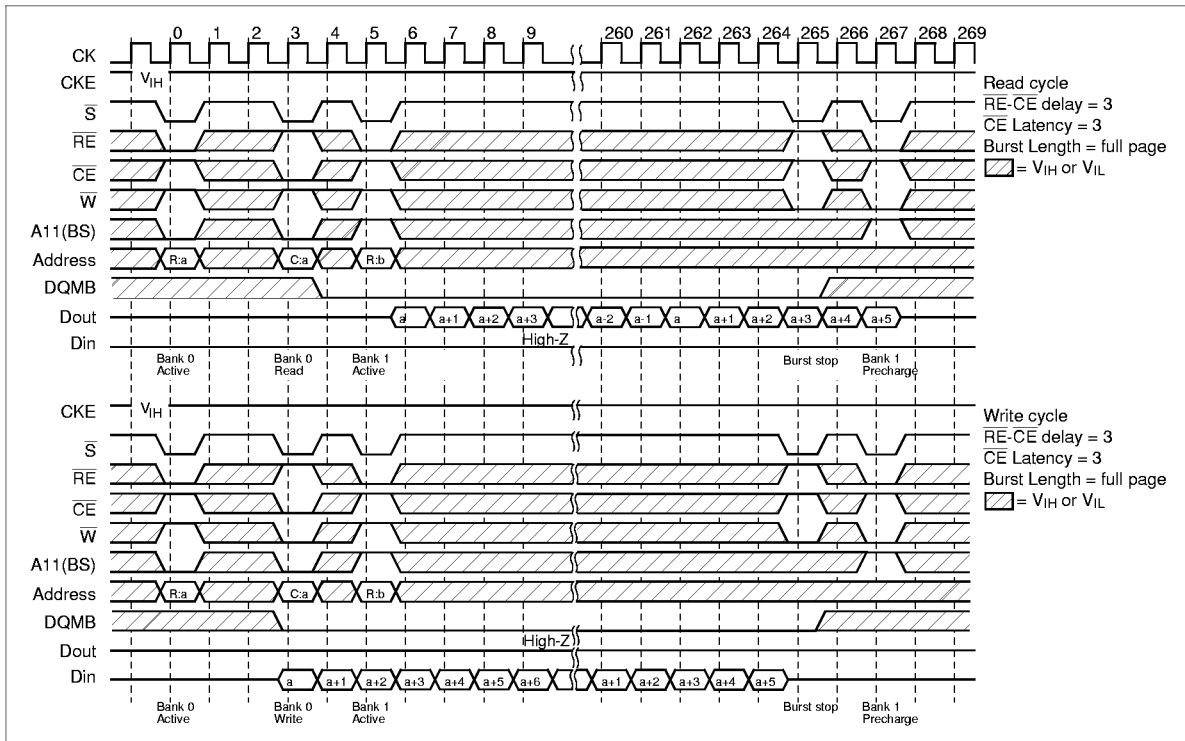 0 1 2 3 4 5 6 7 8 9 260 261 262 263 264 265 266 267 268 269
CK
CKE VIH
S
RE
CE
W
A11(BS)
Address R:a C:a R:b
DQMB
Dout a a+1 a+2 a+3 a-2 a-1 a a+1 a+2 a+3 a+4 a+5
High-Z
Din
Bank 0 Active
Bank 0 Read
Bank 1 Active
Burst stop
Bank 1 Precharge
Read cycle
RE-CE delay = 3
CE Latency = 3
Burst Length = full page
= VIH or VIL
CKE VIH
S
RE
CE
W
A11(BS)
Address R:a C:a R:b
DQMB
High-Z
Dout
Din a a+1 a+2 a+3 a+4 a+5 a+6 a+1 a+2 a+3 a+4 a+5
Bank 0 Active
Bank 0 Write
Bank 1 Active
Burst stop
Bank 1 Precharge
Write cycle
RE-CE delay = 3
CE Latency = 3
Burst Length = full page
= VIH or VIL